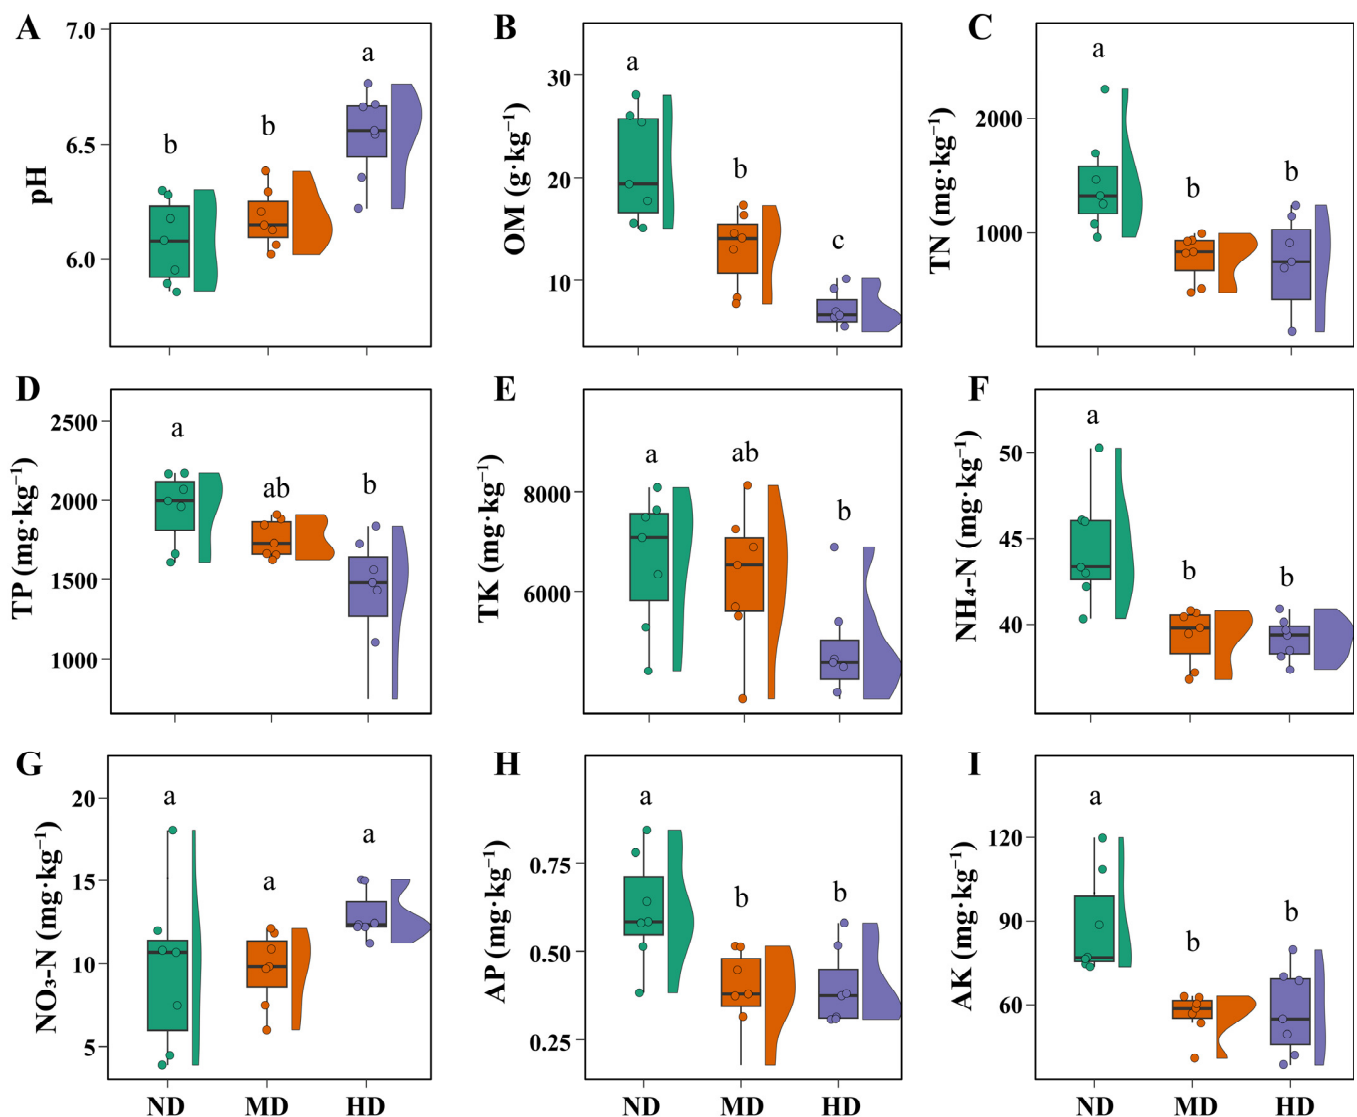 A
pH
7.0
6.5
6.0
b
b
a
B
OM (g·kg⁻¹)
30
20
10
a
b
c
C
TN (mg·kg⁻¹)
2000
1000
a
b
b
D
TP (mg·kg⁻¹)
2500
2000
1500
1000
a
ab
b
E
TK (mg·kg⁻¹)
8000
6000
a
ab
b
F
NH₄-N (mg·kg⁻¹)
50
45
40
a
b
b
G
NO₃-N (mg·kg⁻¹)
20
15
10
5
a
a
a
ND MD HD
H
AP (mg·kg⁻¹)
0.75
0.50
0.25
a
b
b
ND MD HD
I
AK (mg·kg⁻¹)
120
90
60
a
b
b
ND MD HD